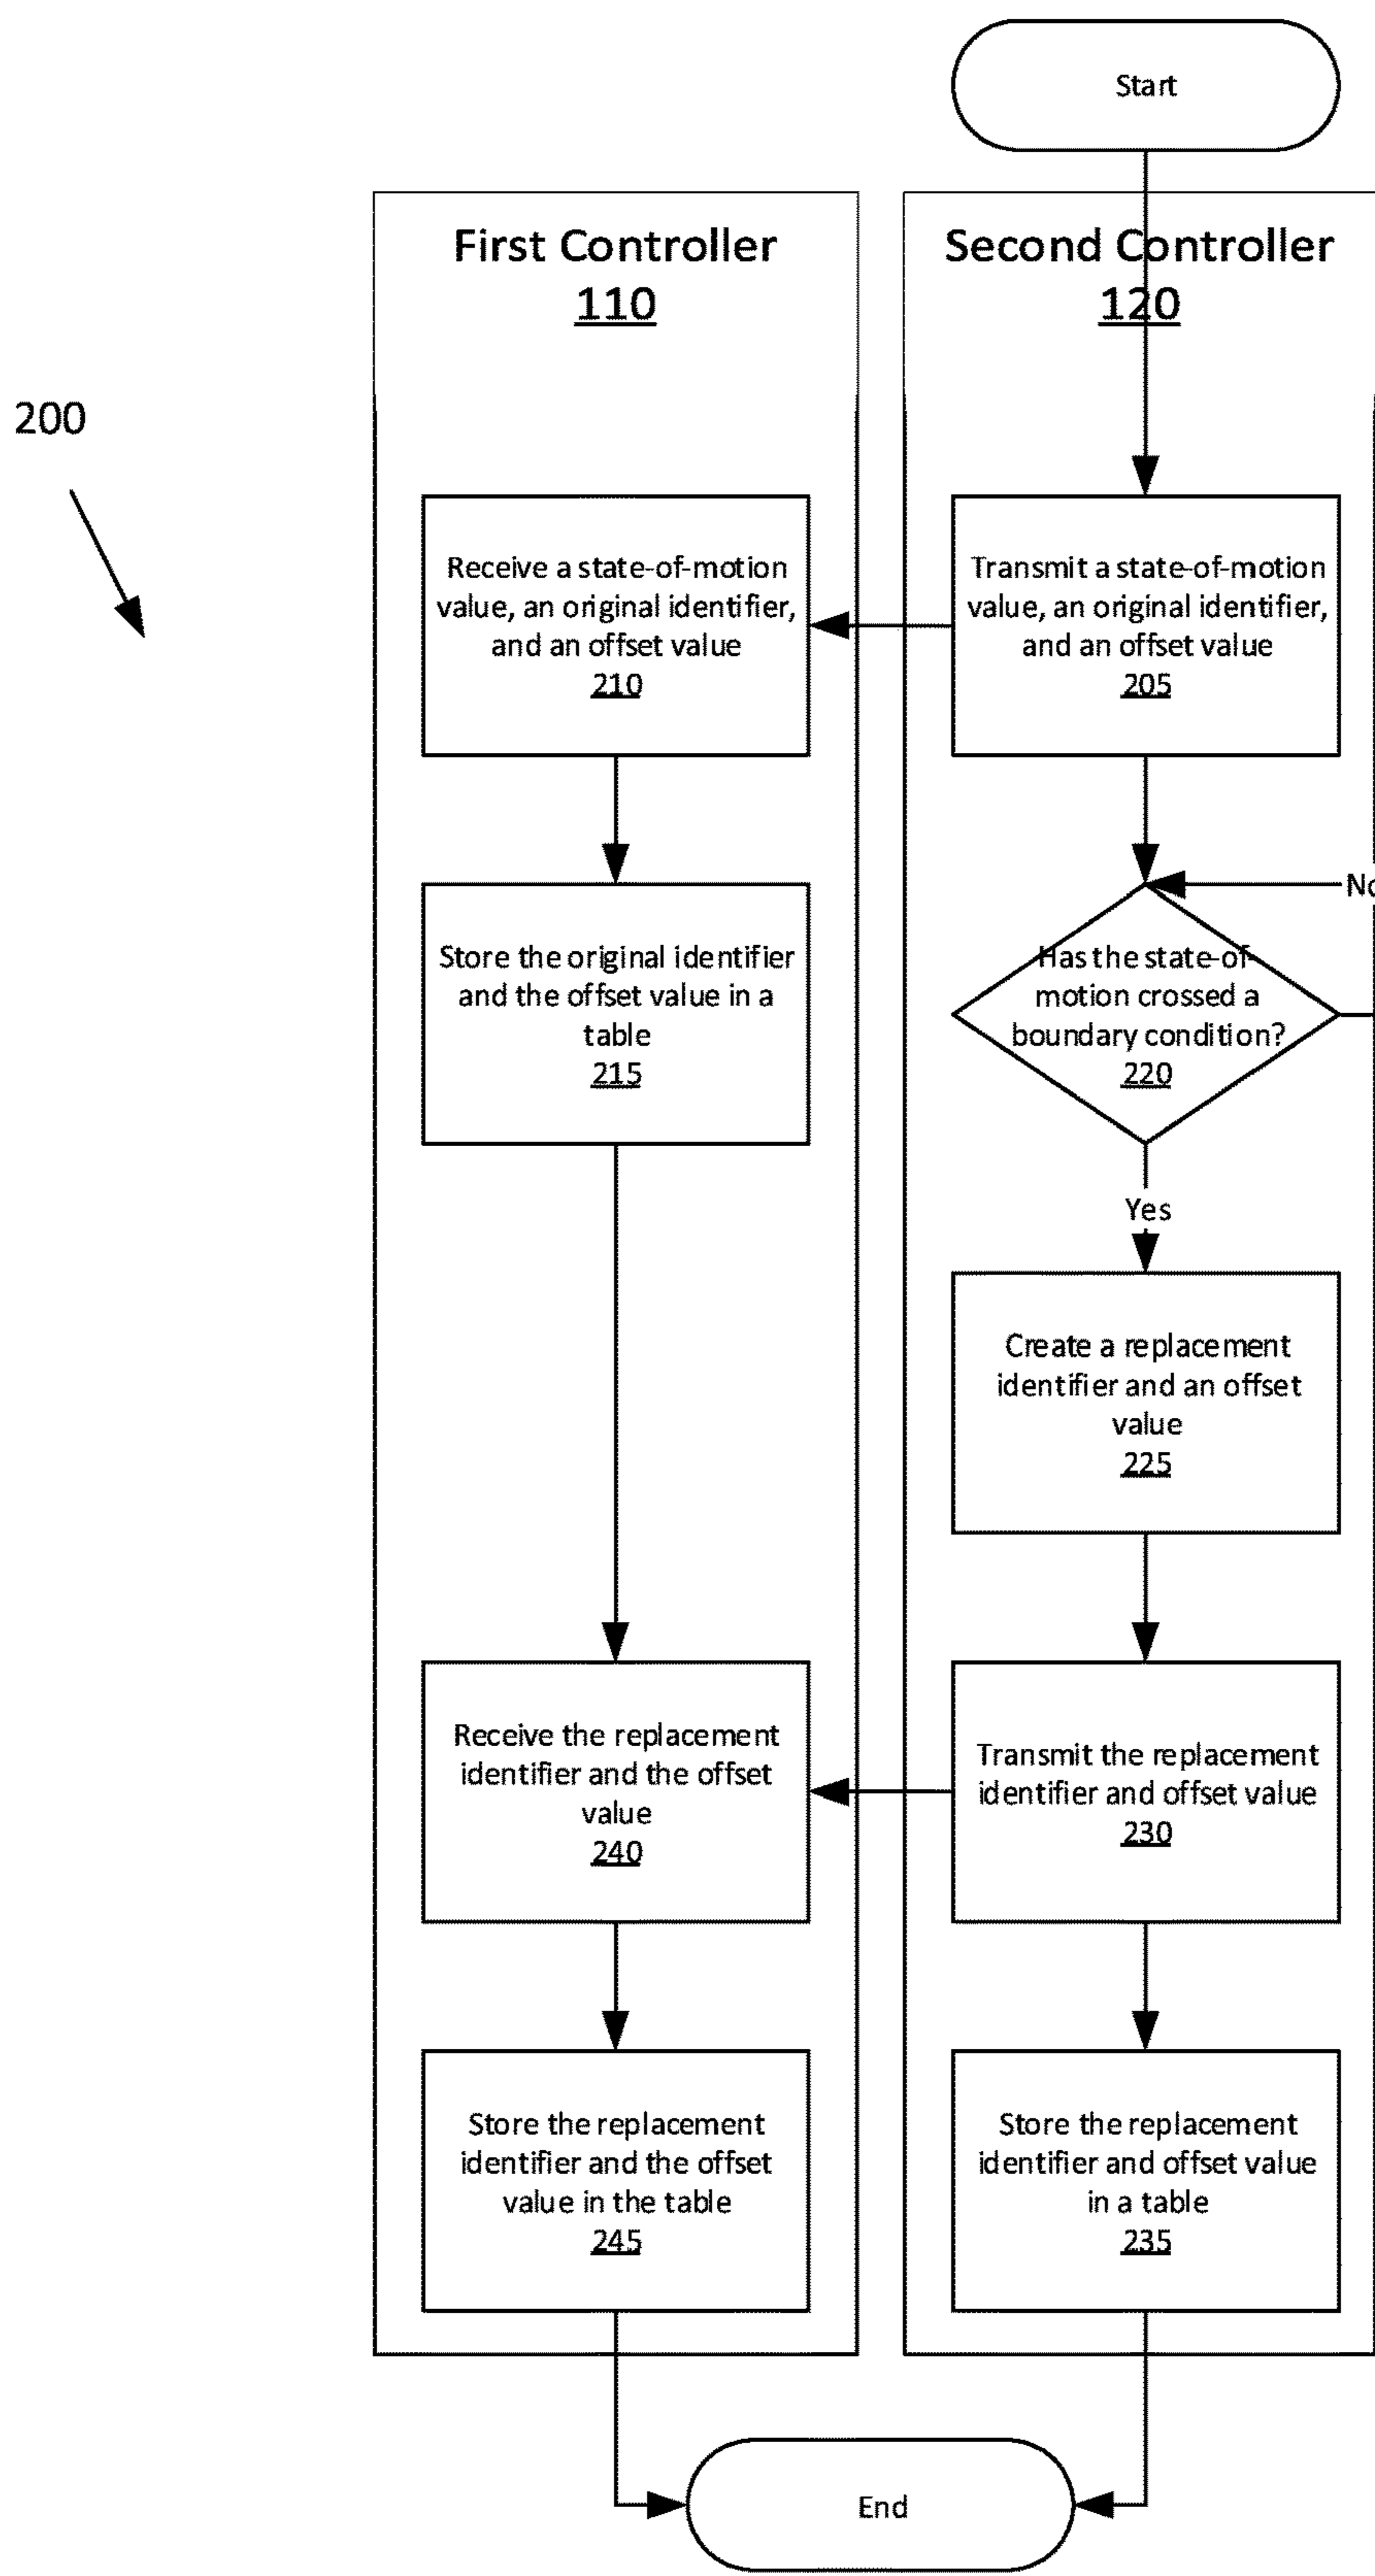 Start
First Controller
110
Second Controller
120
200
Receive a state-of-motion
value, an original identifier,
and an offset value
210
Transmit a state-of-motion
value, an original identifier,
and an offset value
205
No
Store the original identifier
and the offset value in a
table
215
Has the state-of-
motion crossed a
boundary condition?
220
Yes
Create a replacement
identifier and an offset
value
225
Receive the replacement
identifier and the offset
value
240
Transmit the replacement
identifier and offset value
230
Store the replacement
identifier and the offset
value in the table
245
Store the replacement
identifier and offset value
in a table
235
End